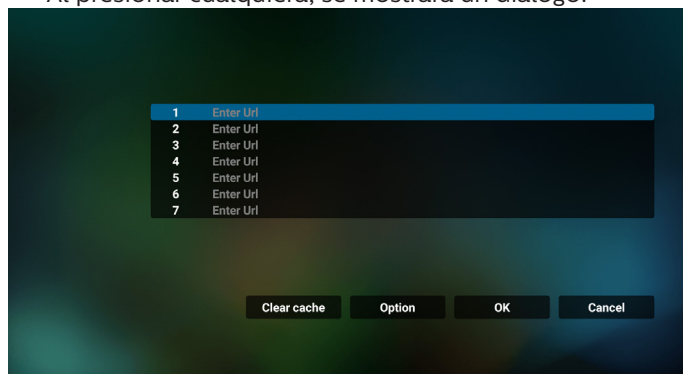 Al presionar cualquiera, se mostrará un diálogo.
1 Enter Url
2 Enter Url
3 Enter Url
4 Enter Url
5 Enter Url
6 Enter Url
7 Enter Url
Clear cache Option OK Cancel